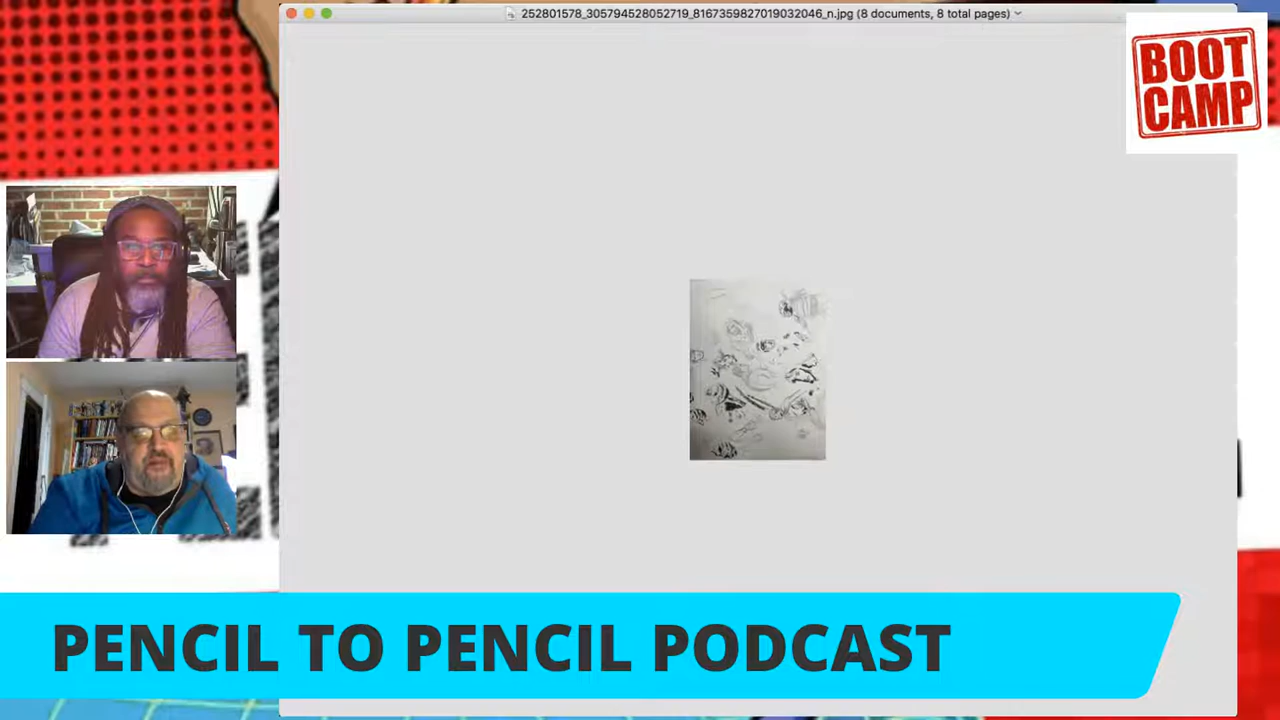 252801578_305794528052719_8167359827019032046_n.jpg (8 documents, 8 total pages)
BOOT
CAMP
PENCIL TO PENCIL PODCAST